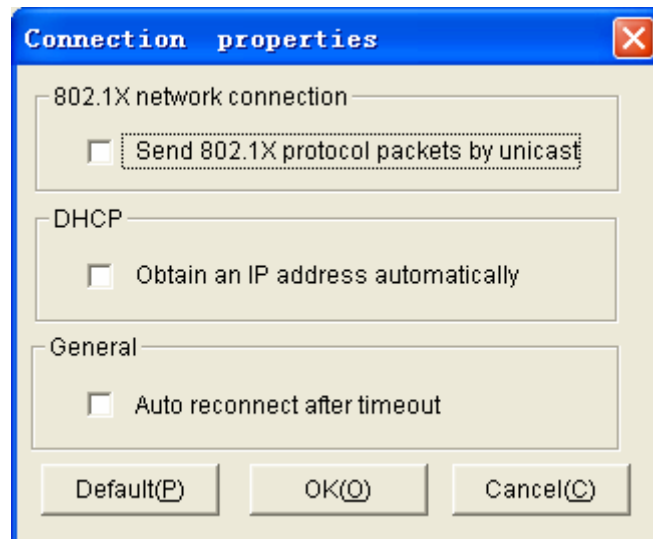 Connection properties
802.1X network connection
Send 802.1X protocol packets by unicast
DHCP
Obtain an IP address automatically
General
Auto reconnect after timeout
Default(P) OK(O) Cancel(C)